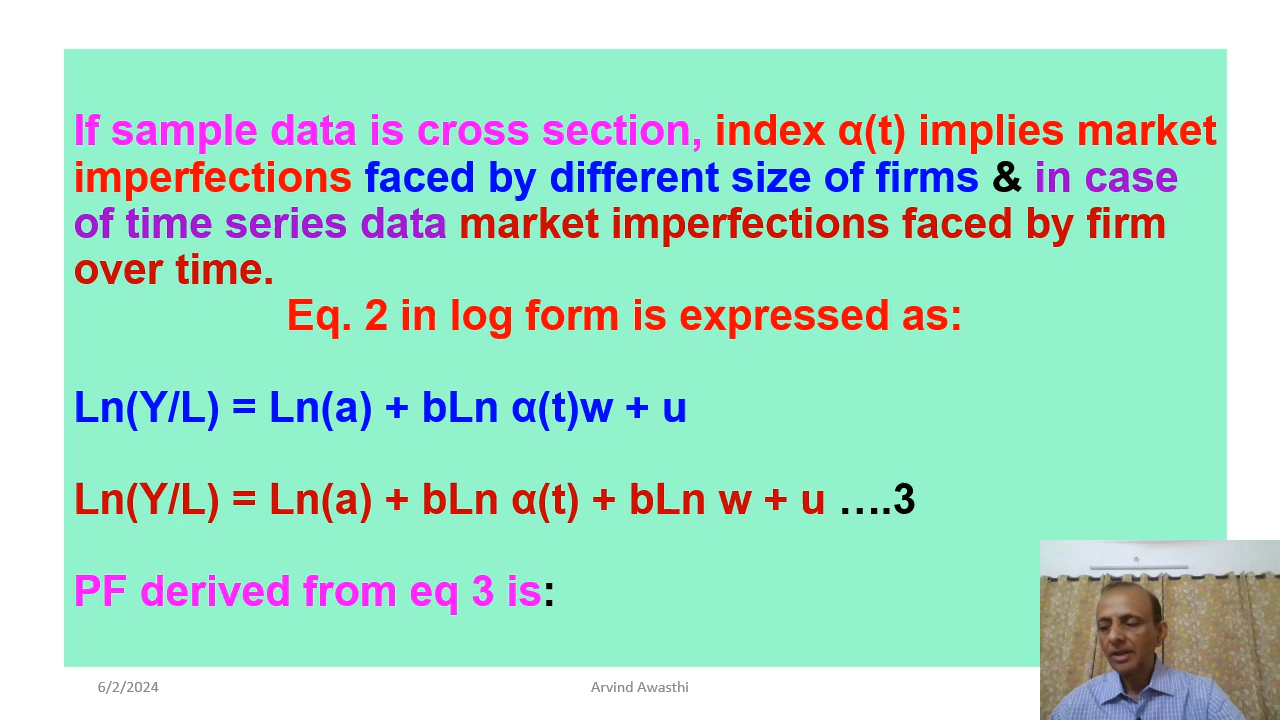 If sample data is cross section, index α(t) implies market
imperfections faced by different size of firms & in case
of time series data market imperfections faced by firm
over time.
Eq. 2 in log form is expressed as:
Ln(Y/L) = Ln(a) + bLn α(t)w + u
Ln(Y/L) = Ln(a) + bLn α(t) + bLn w + u ….3
PF derived from eq 3 is:
6/2/2024
Arvind Awasthi